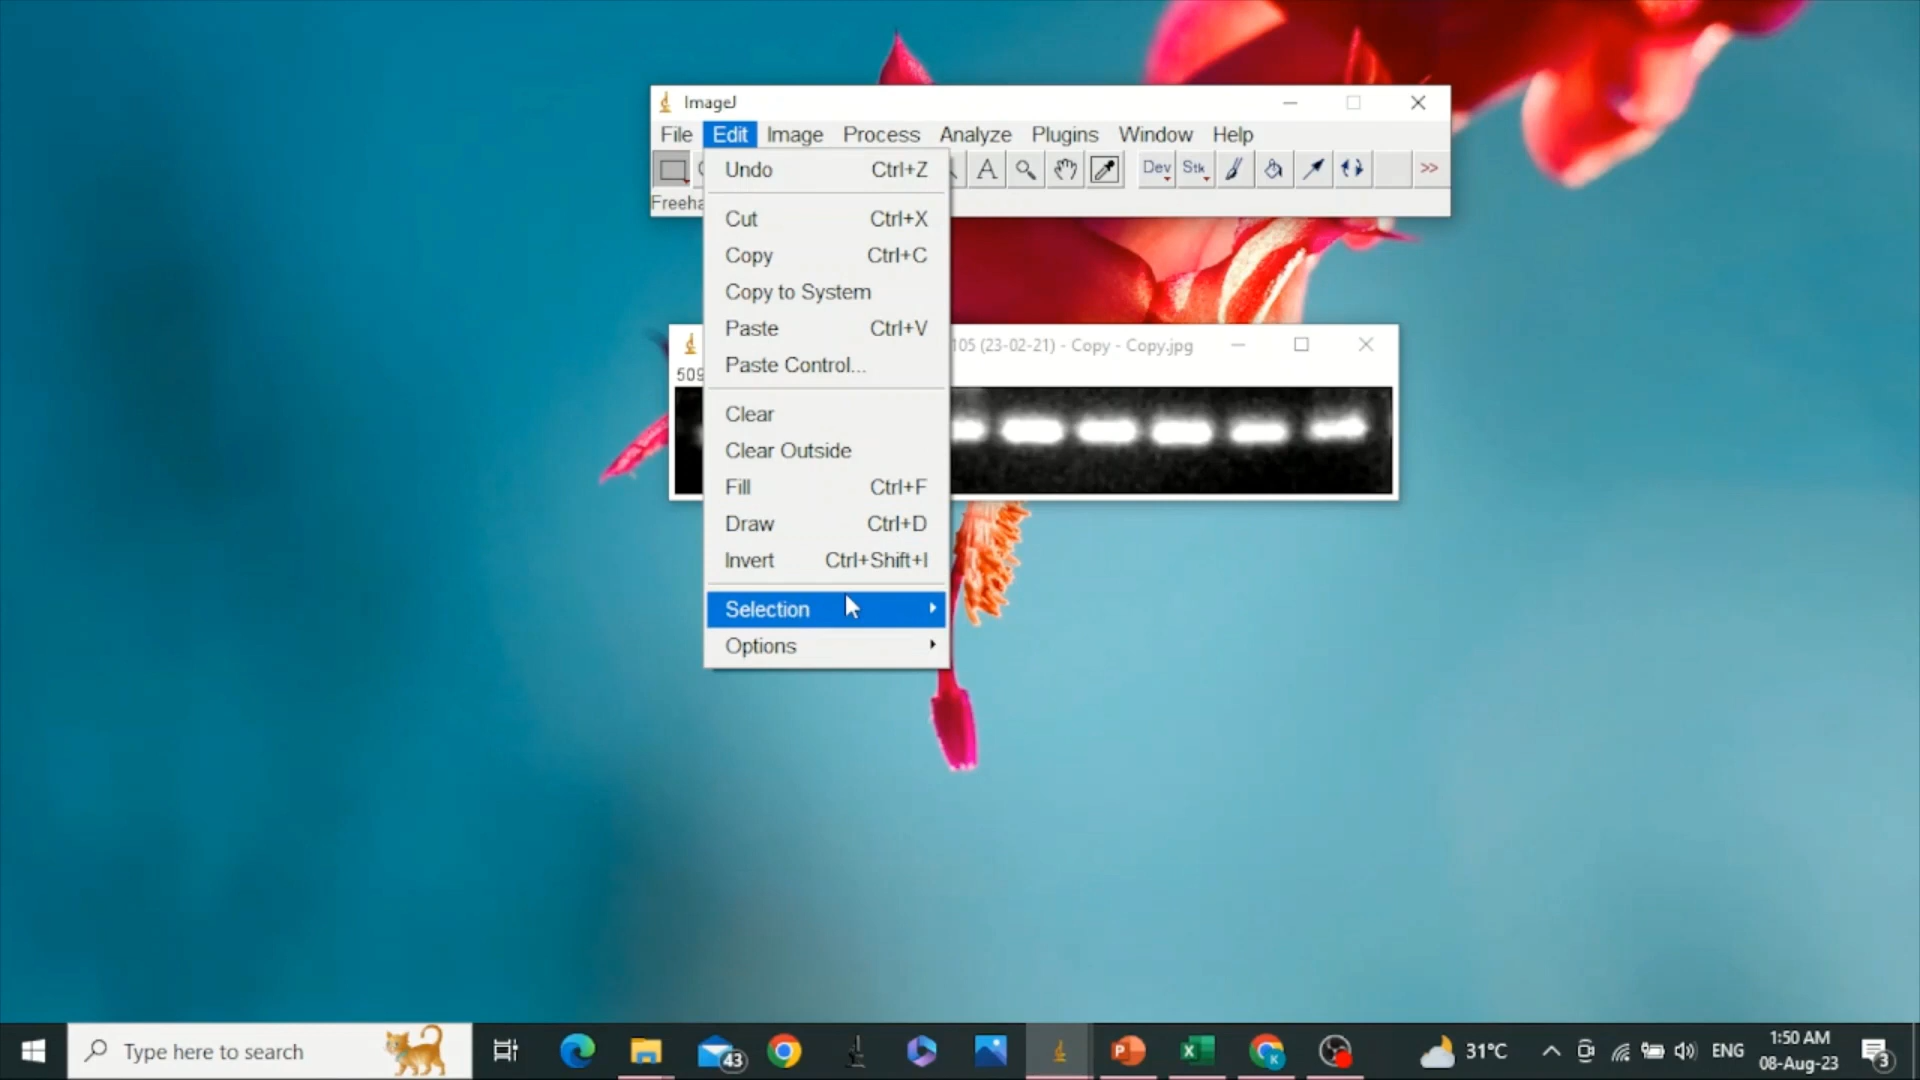 ImageJ
File Edit Image Process Analyze Plugins Window Help
Dev Stk >>
Undo Ctrl+Z
Freeha
Cut Ctrl+X
Copy Ctrl+C
Copy to System
Paste Ctrl+V
105 (23-02-21) - Copy - Copy.jpg
Paste Control...
509
Clear
Clear Outside
Fill Ctrl+F
Draw Ctrl+D
Invert Ctrl+Shift+I
Selection
Options
Type here to search
43
31°C
ENG
1:50 AM
08-Aug-23
3